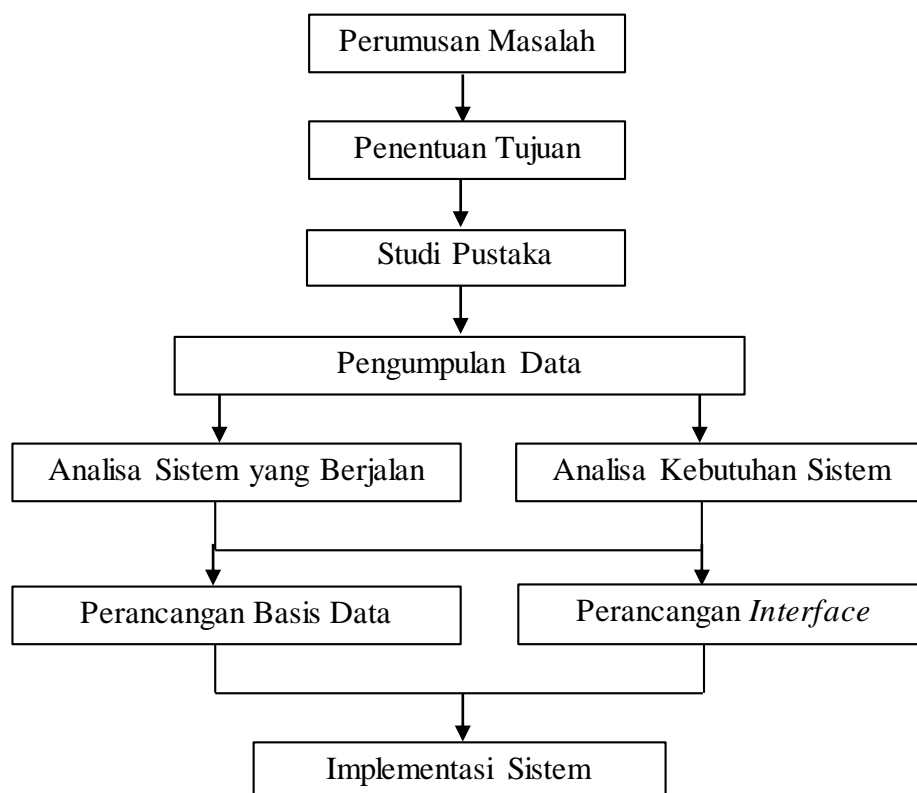 Perumusan Masalah
Penentuan Tujuan
Studi Pustaka
Pengumpulan Data
Analisa Sistem yang Berjalan
Analisa Kebutuhan Sistem
Perancangan Basis Data
Perancangan Interface
Implementasi Sistem